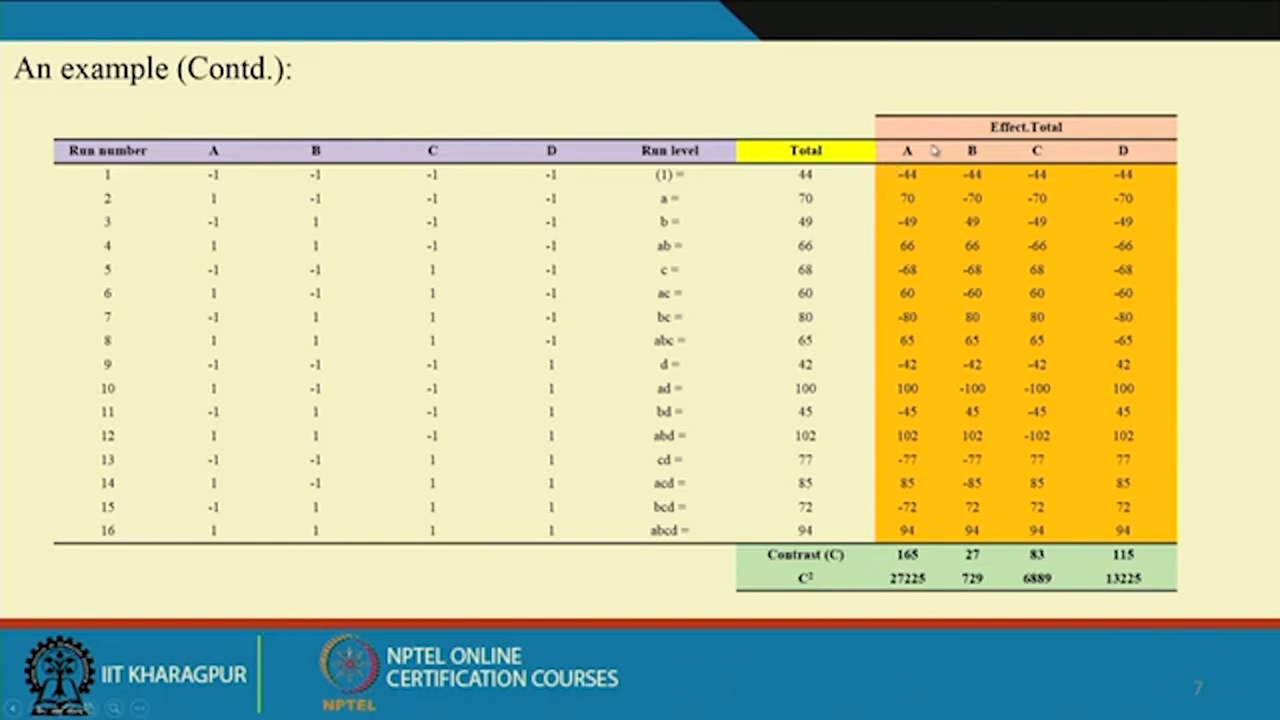 An example (Contd.):
Effect.Total
Run number A B C D Run level Total A B C D
1 -1 -1 -1 -1 (1) = 44 -44 -44 -44 -44
2 1 -1 -1 -1 a = 70 70 -70 -70 -70
3 -1 1 -1 -1 b = 49 -49 49 -49 -49
4 1 1 -1 -1 ab = 66 66 66 -66 -66
5 -1 -1 1 -1 c = 68 -68 -68 68 -68
6 1 -1 1 -1 ac = 60 60 -60 60 -60
7 -1 1 1 -1 bc = 80 -80 80 80 -80
8 1 1 1 -1 abc = 65 65 65 65 -65
9 -1 -1 -1 1 d = 42 -42 -42 -42 42
10 1 -1 -1 1 ad = 100 100 -100 -100 100
11 -1 1 -1 1 bd = 45 -45 45 -45 45
12 1 1 -1 1 abd = 102 102 102 -102 102
13 -1 -1 1 1 cd = 77 -77 -77 77 77
14 1 -1 1 1 acd = 85 85 -85 85 85
15 -1 1 1 1 bcd = 72 -72 72 72 72
16 1 1 1 1 abcd = 94 94 94 94 94
Contrast (C) 165 27 83 115
C² 27225 729 6889 13225
IIT KHARAGPUR
NPTEL
NPTEL ONLINE
CERTIFICATION COURSES
7